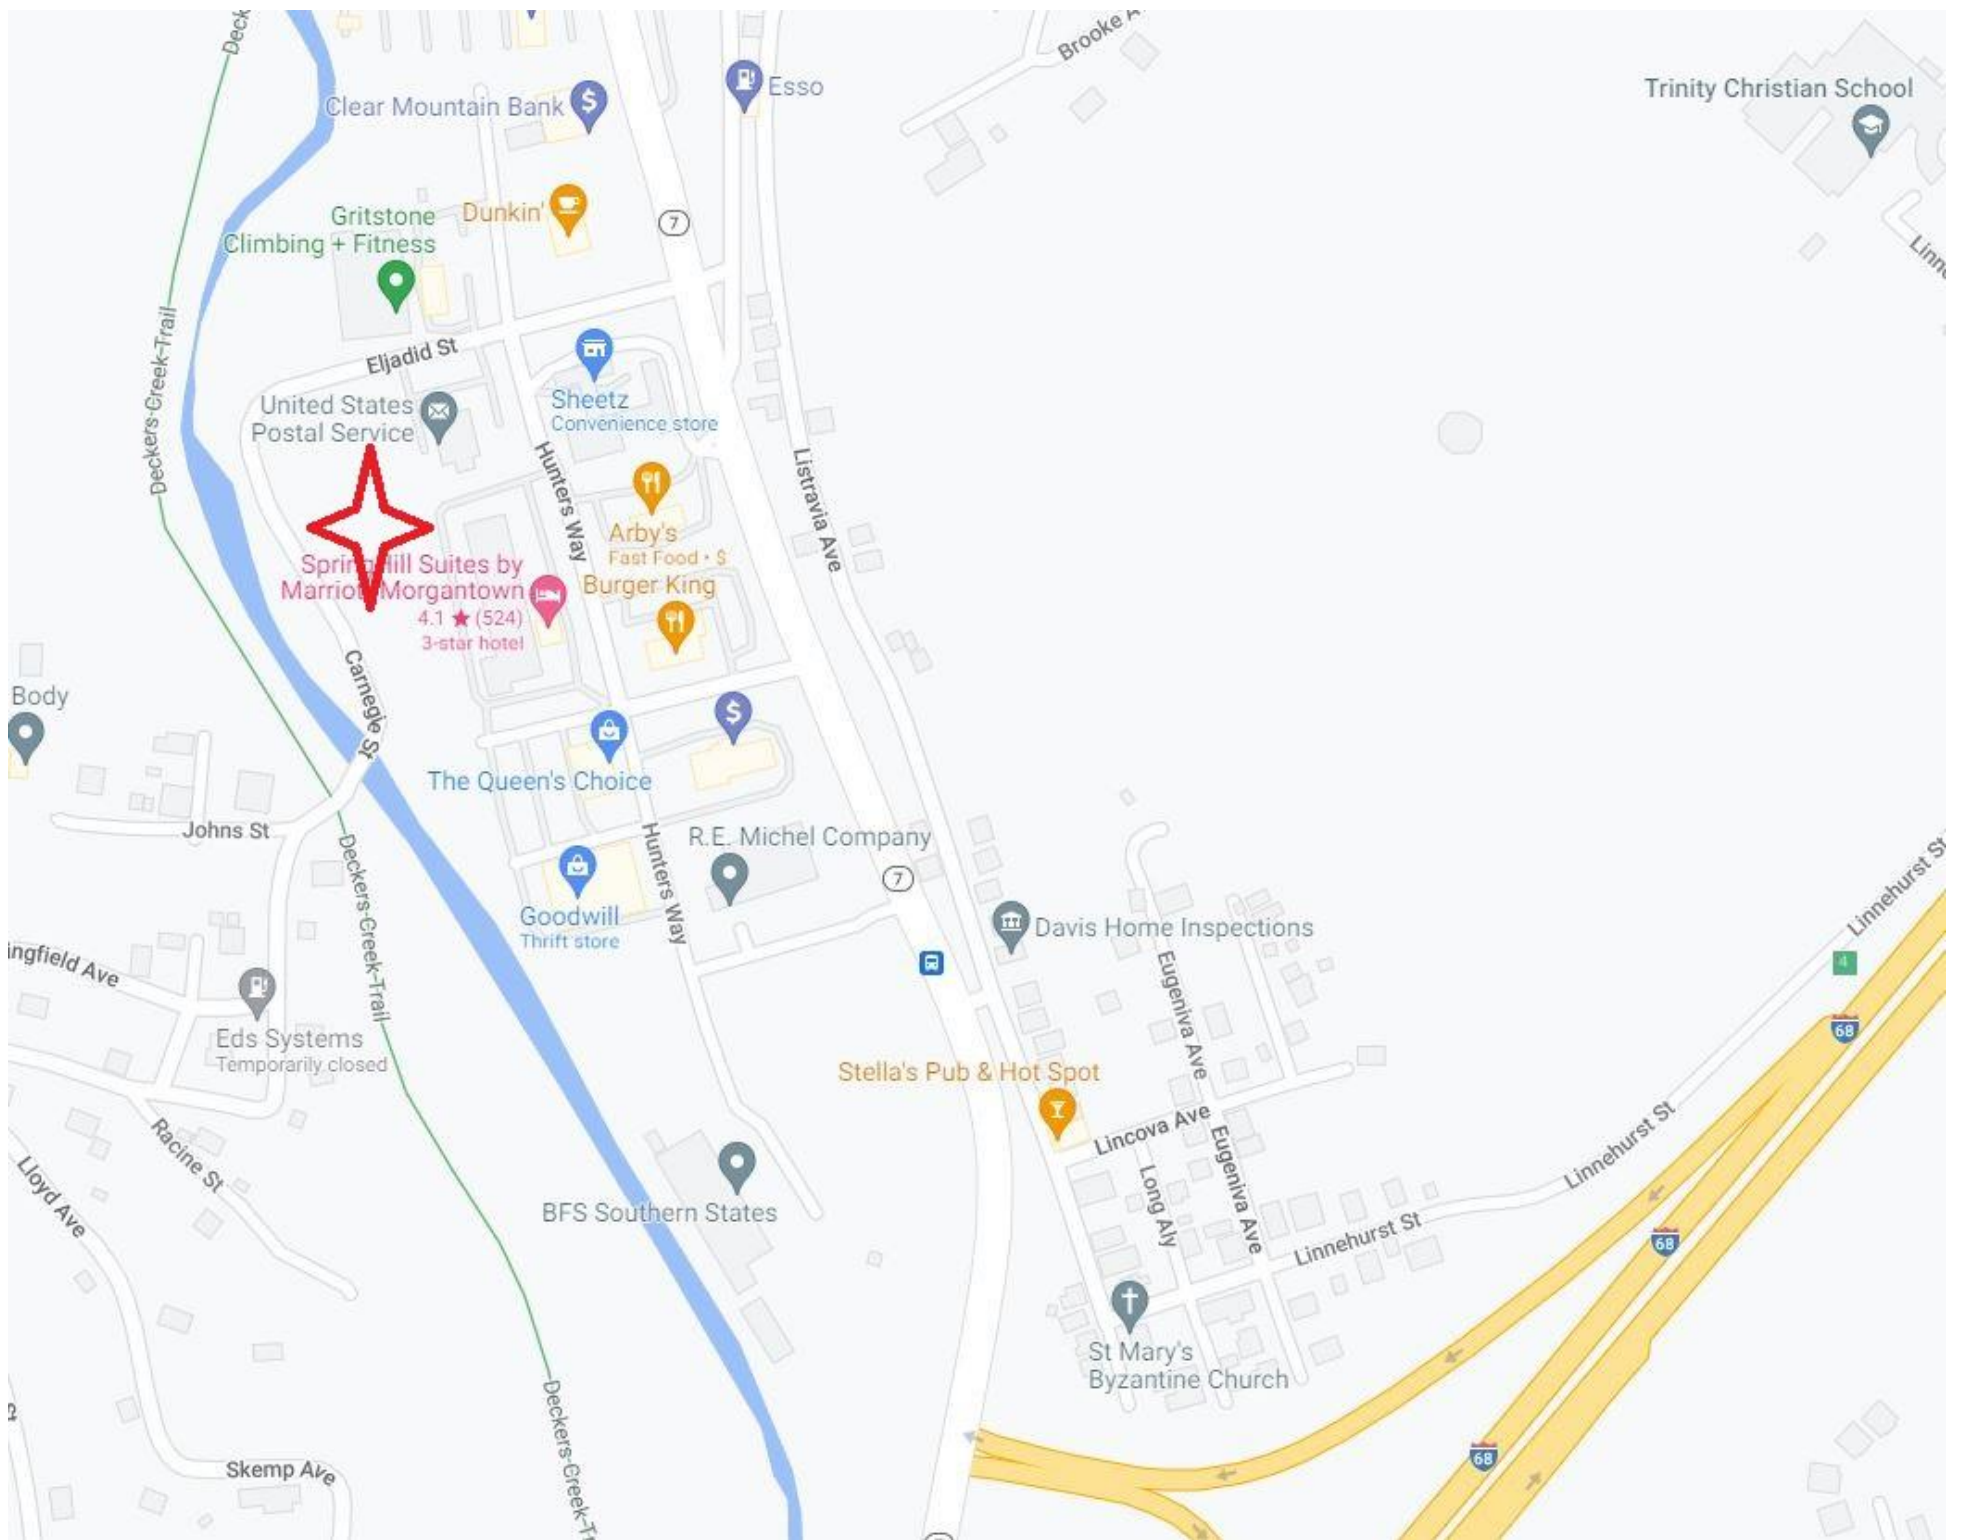 Deck
Brooke A
Clear Mountain Bank
Esso
Trinity Christian School
Gritstone
Climbing + Fitness
Dunkin'
7
Linn
Deckers-Creek-Trail
Eljadid St
United States
Postal Service
Sheetz
Convenience store
Hunters Way
Listravia Ave
Arby's
Fast Food • $
Burger King
Marriott Morgantown
4.1 ★ (524)
3-star hotel
Carnegie St
Body
The Queen's Choice
Johns St
Deckers-Creek-Trail
Hunters Way
R.E. Michel Company
7
Goodwill
Thrift store
Davis Home Inspections
Linnehurst St
4
68
ingfield Ave
Eds Systems
Temporarily closed
Eugeniva Ave
Stella's Pub & Hot Spot
Lincova Ave
Racine St
Lloyd Ave
Long Aly
Eugeniva Ave
Linnehurst St
BFS Southern States
Linnehurst St
68
St Mary's
Byzantine Church
Deckers-Creek-Tr
Skemp Ave
68